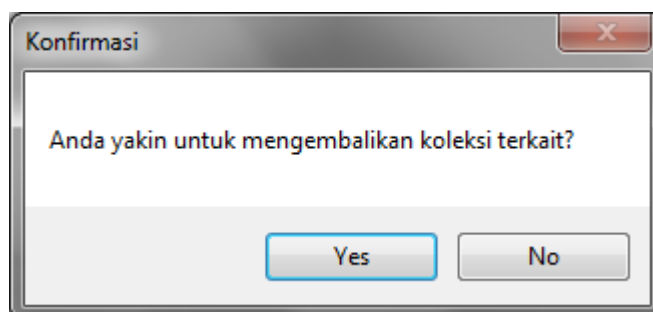 Konfirmasi
Anda yakin untuk mengembalikan koleksi terkait?
Yes
No